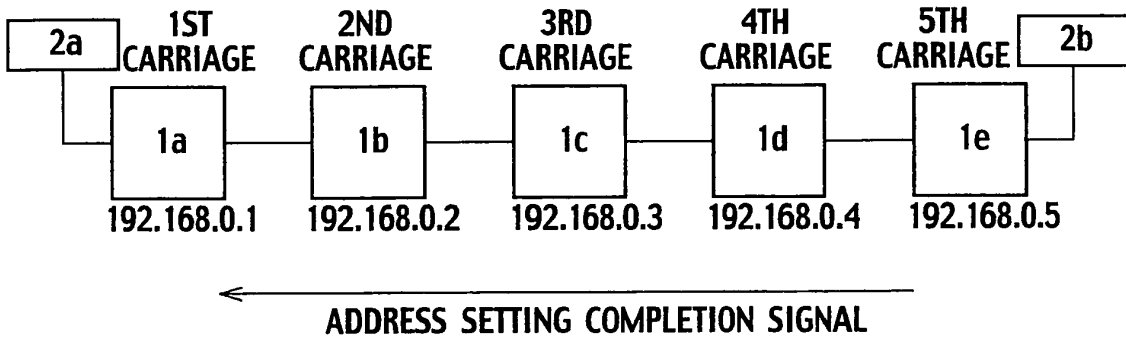 2a
1ST CARRIAGE
2ND CARRIAGE
3RD CARRIAGE
4TH CARRIAGE
5TH CARRIAGE
2b
1a
1b
1c
1d
1e
192.168.0.1
192.168.0.2
192.168.0.3
192.168.0.4
192.168.0.5
ADDRESS SETTING COMPLETION SIGNAL